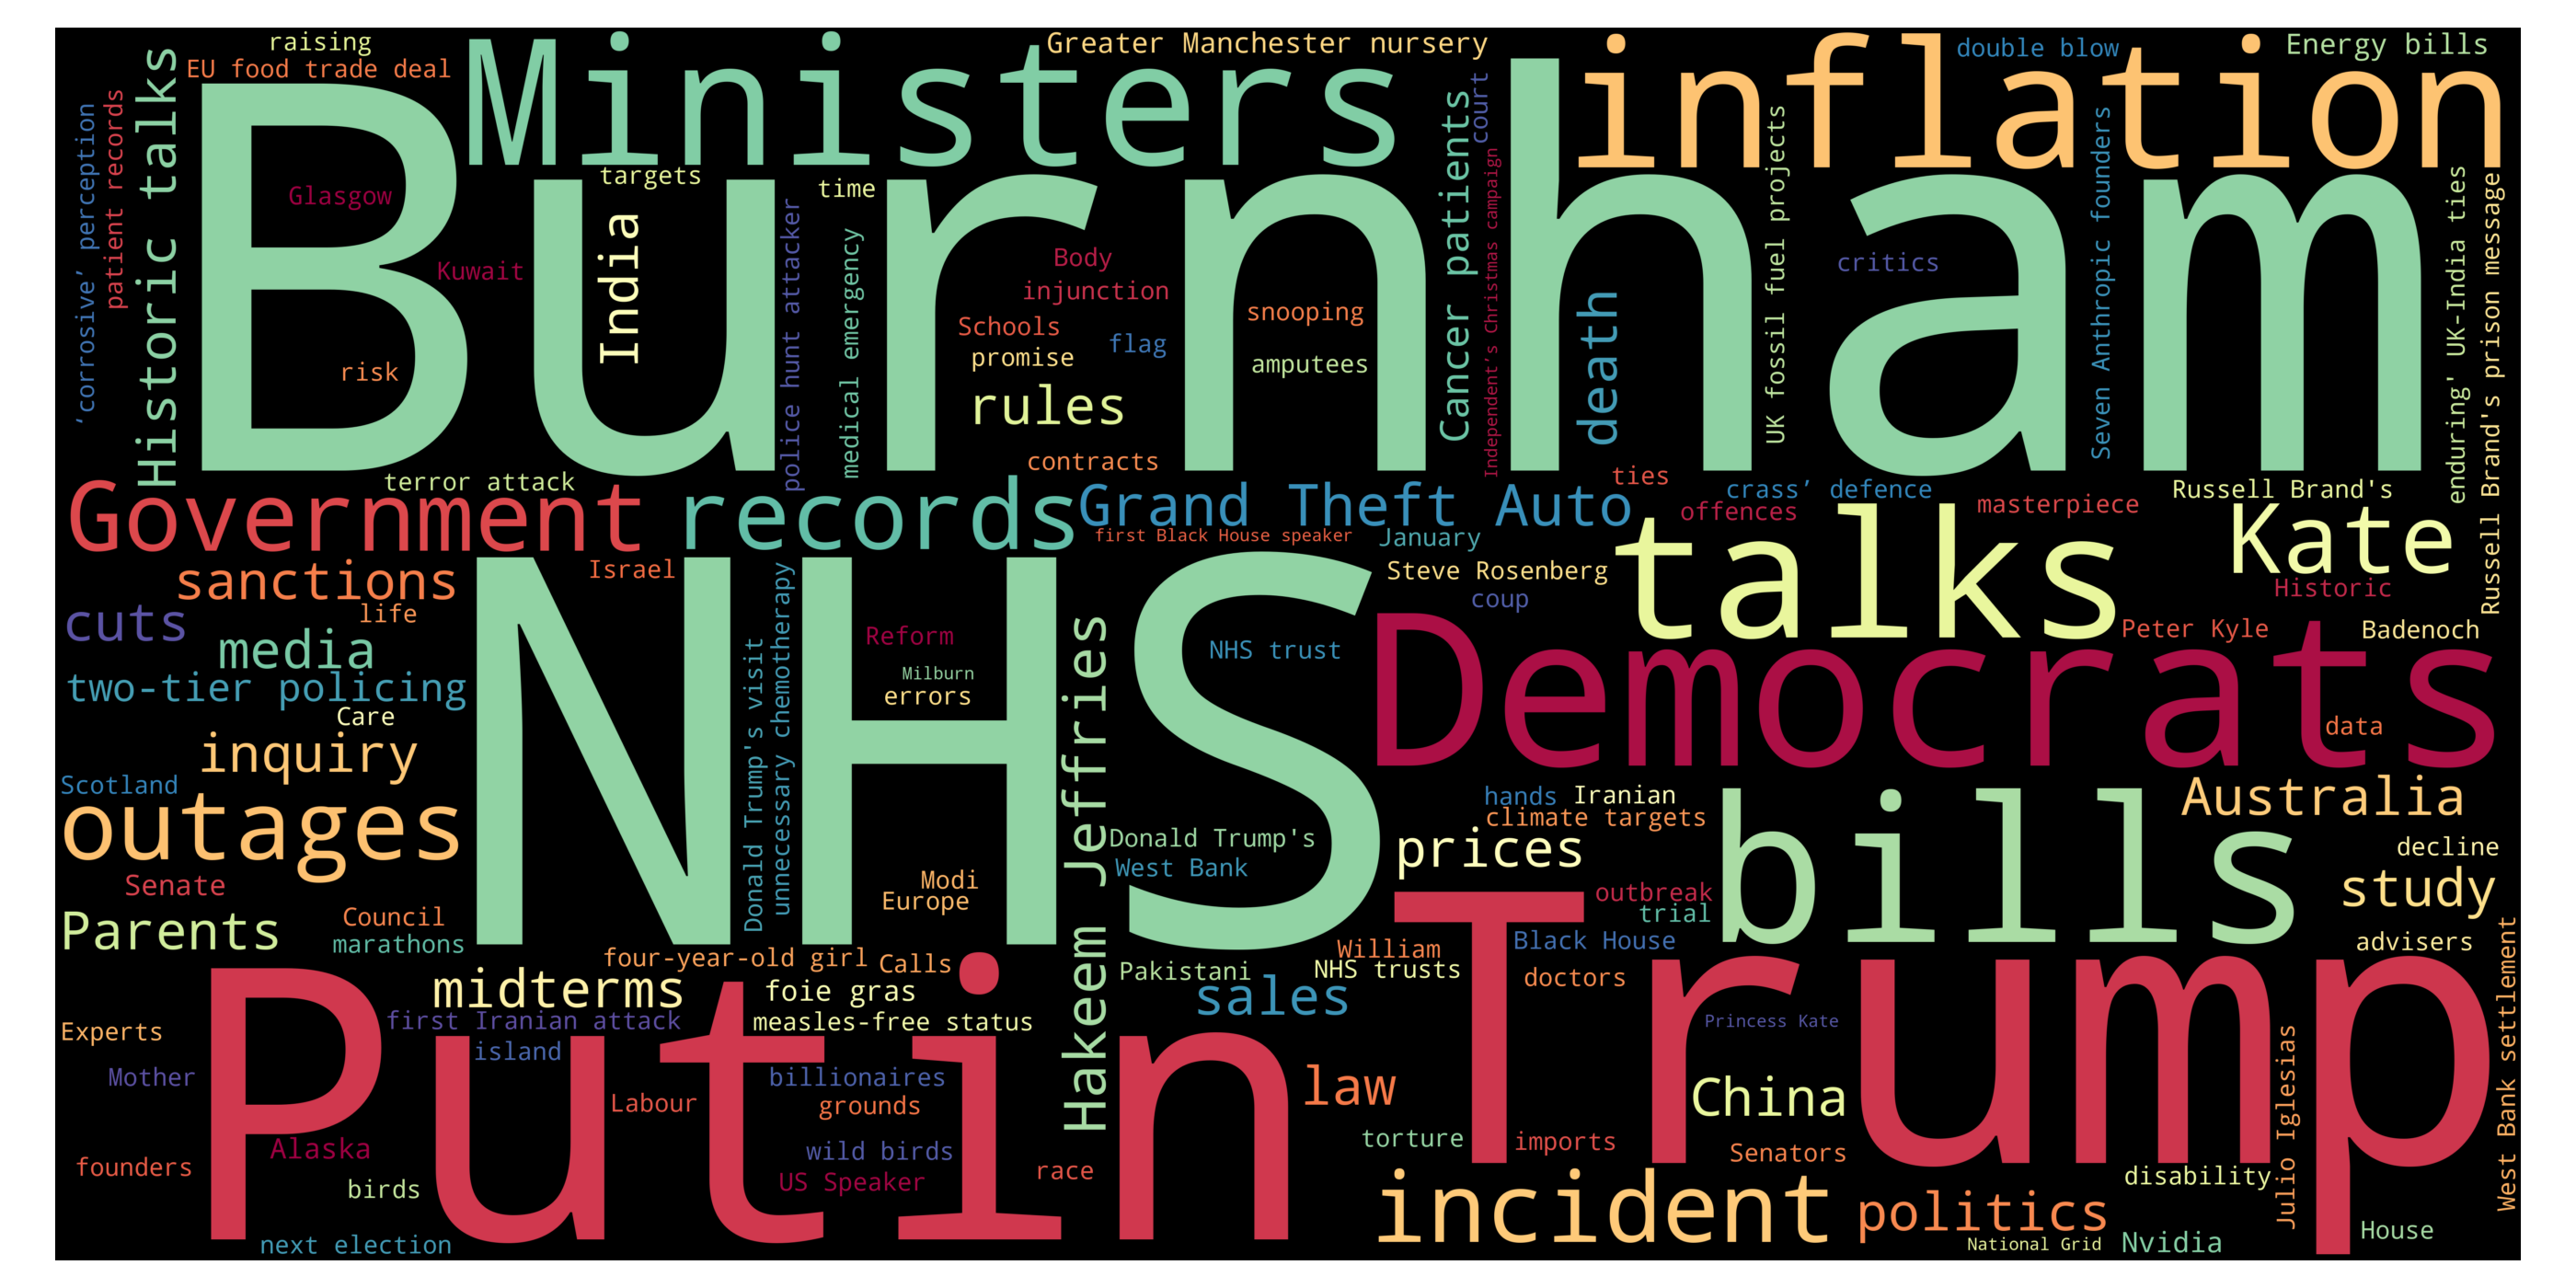 raising
EU food trade deal
Ministers
Greater Manchester nursery
inflation
double blow
Energy bills
‘corrosive’ perception
patient records
Historic talks
Burnham
Glasgow
Kuwait
risk
targets
India
time
police hunt attacker
medical emergency
Body
injunction
Schools
promise
flag
rules
snooping
amputees
contracts
Cancer patients
court
Independent’s Christmas campaign
death
UK fossil fuel projects
critics
Seven Anthropic founders
enduring' UK-India ties
Russell Brand's prison message
terror attack
Government
records
Grand Theft Auto
ties
crass’ defence
offences
masterpiece
Russell Brand's
first Black House speaker
January
Steve Rosenberg
coup
talks
Kate
Historic
Peter Kyle
Badenoch
sanctions
Israel
life
cuts
media
two-tier policing
Care
inquiry
Scotland
outages
Senate
Parents
Council
marathons
NHS
Donald Trump's visit
unnecessary chemotherapy
Reform
Milburn
errors
Modi
Europe
Hakeem Jeffries
NHS trust
Donald Trump's
West Bank
Democrats
data
hands
Iranian
climate targets
prices
bills
Australia
decline
study
outbreak
trial
Black House
advisers
William
NHS trusts
doctors
Pakistani
sales
four-year-old girl
Calls
midterms
foie gras
first Iranian attack
measles-free status
Experts
island
Mother
Putin
billionaires
grounds
Labour
Alaska
wild birds
founders
US Speaker
birds
race
next election
Trump
Princess Kate
law
China
torture
imports
Senators
incident
politics
disability
Julio Iglesias
West Bank settlement
House
National Grid
Nvidia